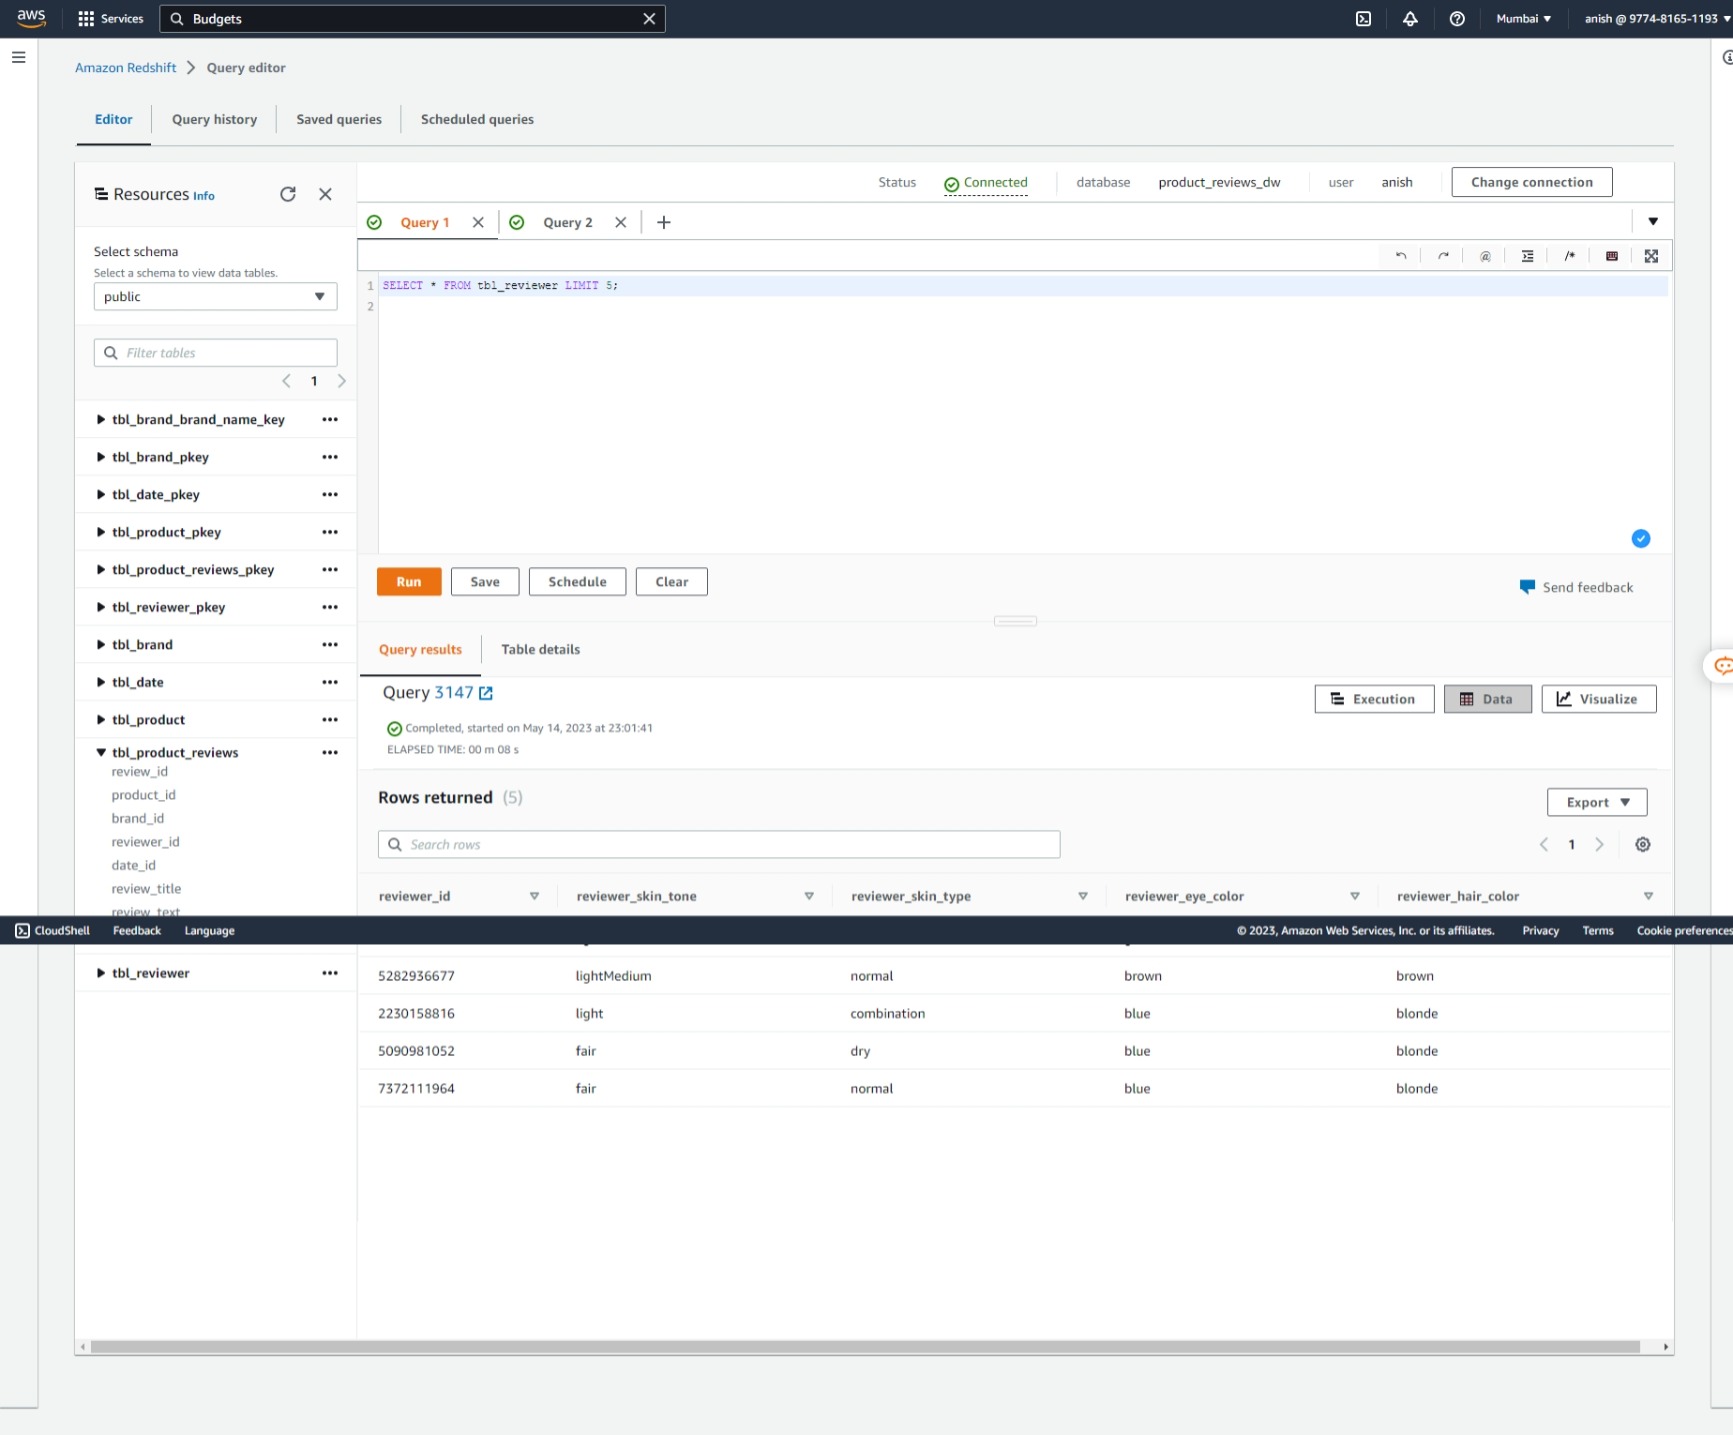 aws Services Budgets Mumbai anish @ 9774-8165-1193
Amazon Redshift Query editor
Editor Query history Saved queries Scheduled queries
Resources Info
Select schema
Select a schema to view data tables.
public
Filter tables
1
tbl_brand_brand_name_key
tbl_brand_pkey
tbl_date_pkey
tbl_product_pkey
tbl_product_reviews_pkey
tbl_reviewer_pkey
tbl_brand
tbl_date
tbl_product
tbl_product_reviews
review_id
product_id
brand_id
reviewer_id
date_id
review_title
review_text
tbl_reviewer
Status Connected database product_reviews_dw user anish Change connection
Query 1 Query 2
@ /*
1 SELECT * FROM tbl_reviewer LIMIT 5;
2
Run Save Schedule Clear
Send feedback
Query results Table details
Query 3147
Execution Data Visualize
Completed, started on May 14, 2023 at 23:01:41
ELAPSED TIME: 00 m 08 s
Rows returned (5)
Export
Search rows
1
reviewer_id reviewer_skin_tone reviewer_skin_type reviewer_eye_color reviewer_hair_color
CloudShell Feedback Language © 2023, Amazon Web Services, Inc. or its affiliates. Privacy Terms Cookie preferences
5282936677 lightMedium normal brown brown
2230158816 light combination blue blonde
5090981052 fair dry blue blonde
7372111964 fair normal blue blonde